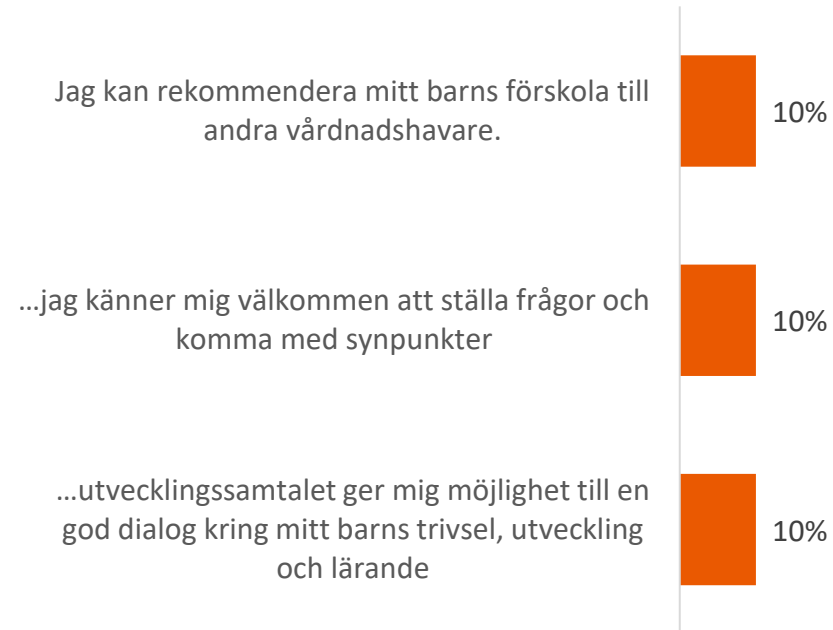 Jag kan rekommendera mitt barns förskola till
andra vårdnadshavare.
10%
…jag känner mig välkommen att ställa frågor och
komma med synpunkter
10%
…utvecklingssamtalet ger mig möjlighet till en
god dialog kring mitt barns trivsel, utveckling
och lärande
10%